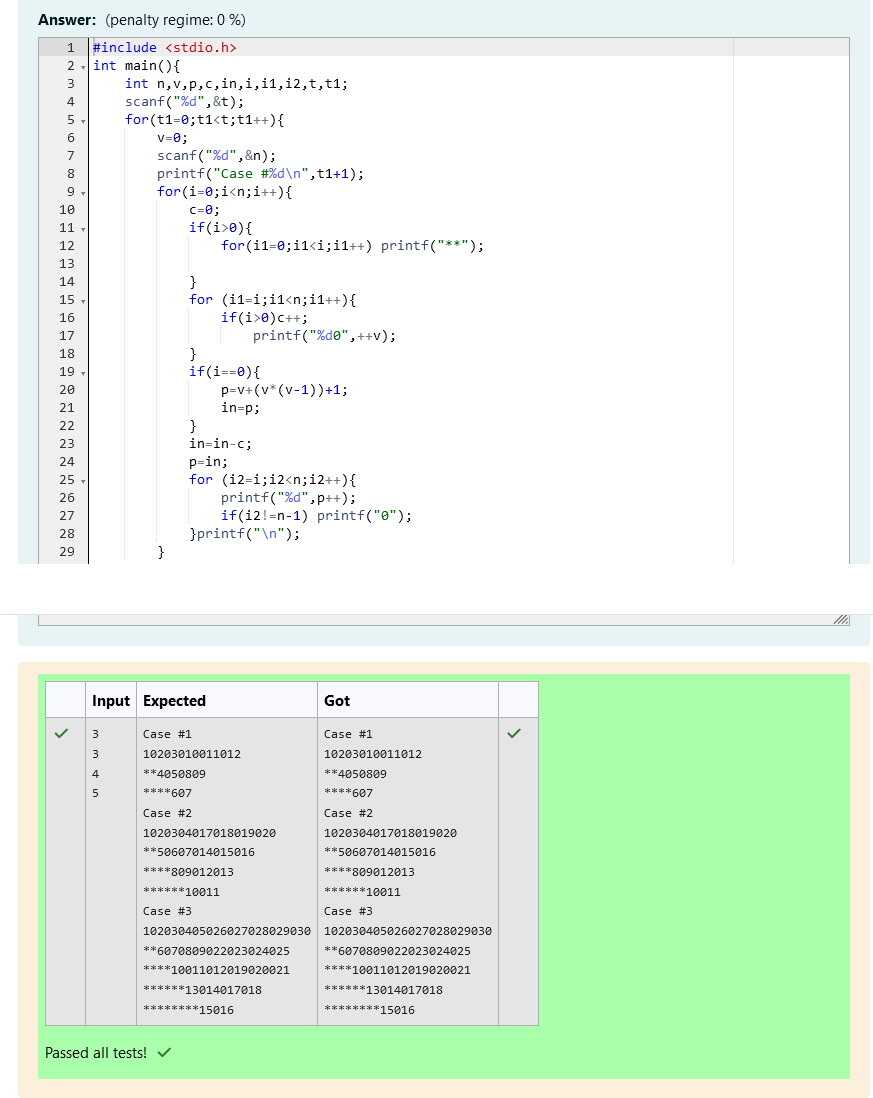 Answer: (penalty regime: 0 %)
1 #include <stdio.h>
2 int main(){
3     int n,v,p,c,in,i,i1,i2,t,t1;
4     scanf("%d",&t);
5     for(t1=0;t1<t;t1++){
6         v=0;
7         scanf("%d",&n);
8         printf("Case #%d\n",t1+1);
9         for(i=0;i<n;i++){
10             c=0;
11             if(i>0){
12                 for(i1=0;i1<i;i1++) printf("**");
13
14             }
15             for (i1=i;i1<n;i1++){
16                 if(i>0)c++;
17                     printf("%d0",++v);
18             }
19             if(i==0){
20                 p=v+(v*(v-1))+1;
21                 in=p;
22             }
23             in=in-c;
24             p=in;
25             for (i2=i;i2<n;i2++){
26                 printf("%d",p++);
27                 if(i2!=n-1) printf("0");
28             }printf("\n");
29         }
Input Expected Got
3 Case #1 Case #1
3 10203010011012 10203010011012
4 **4050809 **4050809
5 ****607 ****607
Case #2 Case #2
1020304017018019020 1020304017018019020
**50607014015016 **50607014015016
****809012013 ****809012013
******10011 ******10011
Case #3 Case #3
102030405026027028029030 102030405026027028029030
**6070809022023024025 **6070809022023024025
****10011012019020021 ****10011012019020021
******13014017018 ******13014017018
********15016 ********15016
Passed all tests!